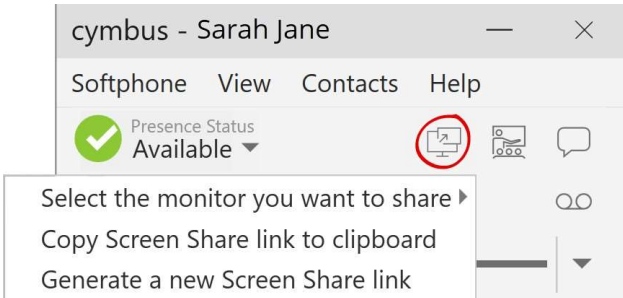 cymbus - Sarah Jane
Softphone View Contacts Help
Presence Status
Available
Select the monitor you want to share
Copy Screen Share link to clipboard
Generate a new Screen Share link